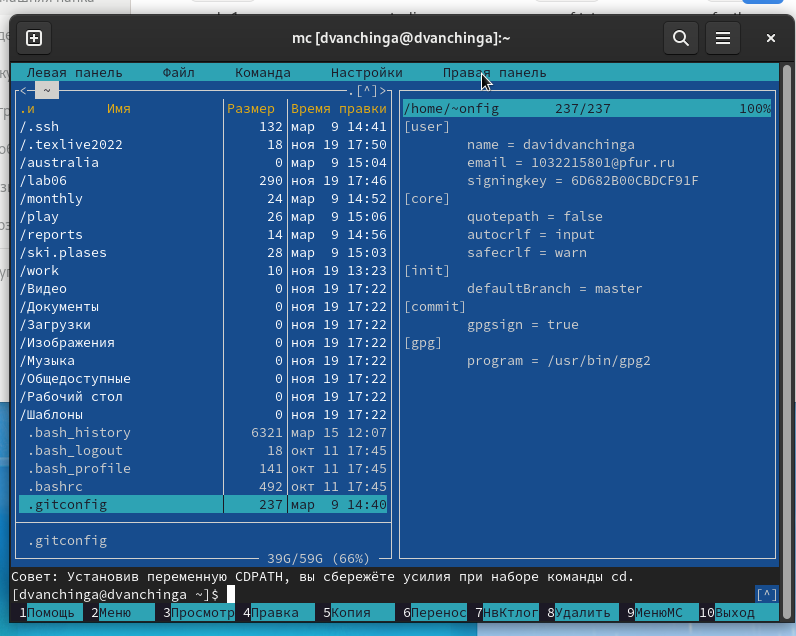 mc [dvanchinga@dvanchinga]:~
Левая панель Файл Команда Настройки Правая панель
<─ ~ .[^]>
.и Имя Размер Время правки
/.ssh 132 мар 9 14:41
/.texlive2022 18 ноя 19 17:50
/australia 0 мар 9 15:04
/lab06 290 ноя 19 17:46
/monthly 24 мар 9 14:52
/play 26 мар 9 15:06
/reports 14 мар 9 14:56
/ski.plases 28 мар 9 15:03
/work 10 ноя 19 13:23
/Видео 0 ноя 19 17:22
/Документы 0 ноя 19 17:22
/Загрузки 0 ноя 19 17:22
/Изображения 0 ноя 19 17:22
/Музыка 0 ноя 19 17:22
/Общедоступные 0 ноя 19 17:22
/Рабочий стол 0 ноя 19 17:22
/Шаблоны 0 ноя 19 17:22
.bash_history 6321 мар 15 12:07
.bash_logout 18 окт 11 17:45
.bash_profile 141 окт 11 17:45
.bashrc 492 окт 11 17:45
.gitconfig 237 мар 9 14:40
.gitconfig
39G/59G (66%)
/home/~onfig 237/237 100%
[user]
name = davidvanchinga
email = 1032215801@pfur.ru
signingkey = 6D682B00CBDCF91F
[core]
quotepath = false
autocrlf = input
safecrlf = warn
[init]
defaultBranch = master
[commit]
gpgsign = true
[gpg]
program = /usr/bin/gpg2
Совет: Установив переменную CDPATH, вы сбережёте усилия при наборе команды cd.
[dvanchinga@dvanchinga ~]$ [^]
1Помощь 2Меню 3Просмотр 4Правка 5Копия 6Перенос 7НвКтлог 8Удалить 9МенюMC 10Выход